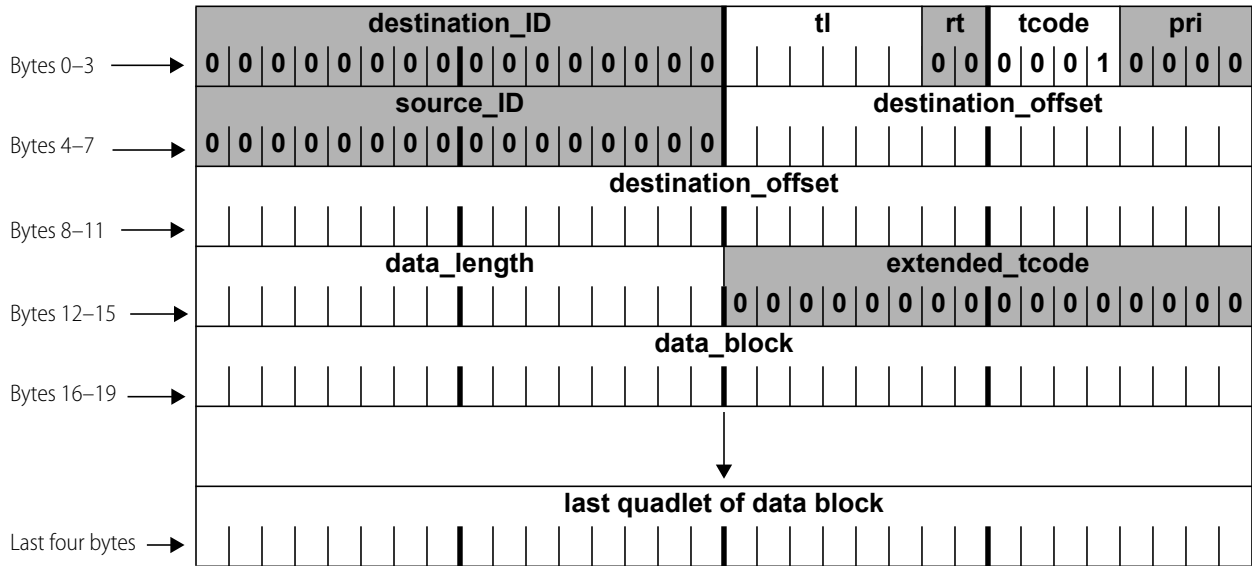 destination_ID tl rt tcode pri
Bytes 0–3 0 0 0 0 0 0 0 0 0 0 0 0 0 0 0 0 0 0 0 0 0 1 0 0 0 0
source_ID destination_offset
Bytes 4–7 0 0 0 0 0 0 0 0 0 0 0 0 0 0 0 0
destination_offset
Bytes 8–11
data_length extended_tcode
Bytes 12–15 0 0 0 0 0 0 0 0 0 0 0 0 0 0 0 0
data_block
Bytes 16–19
last quadlet of data block
Last four bytes